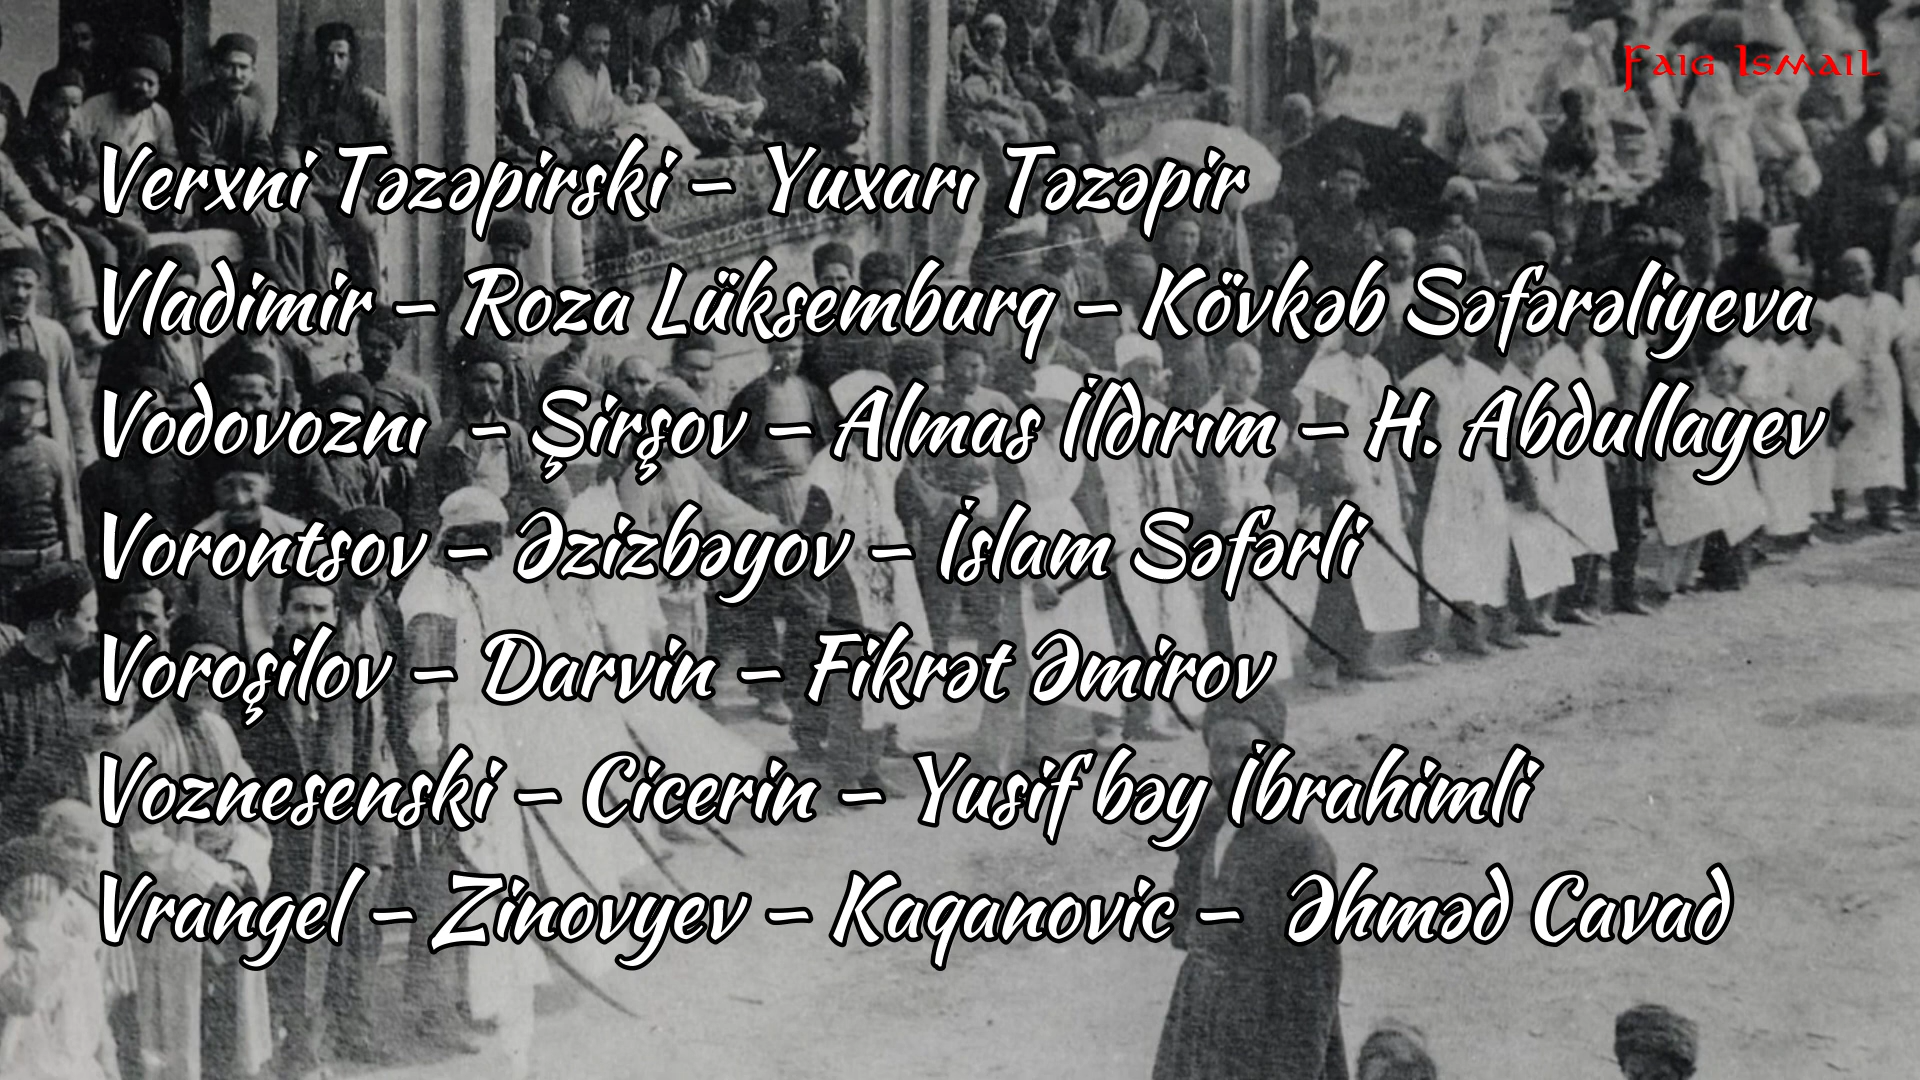 Faig Ismail
Verxni Təzəpirski – Yuxarı Təzəpir
Vladimir – Roza Lüksemburq – Kövkəb Səfərəliyeva
Vodovoznı - Şirşov – Almas İldırım – H. Abdullayev
Vorontsov – Əzizbəyov – İslam Səfərli
Voroşilov – Darvin – Fikrət Əmirov
Voznesenski – Cicerin – Yusif bəy İbrahimli
Vrangel – Zinovyev – Kaqanovic – Əhməd Cavad